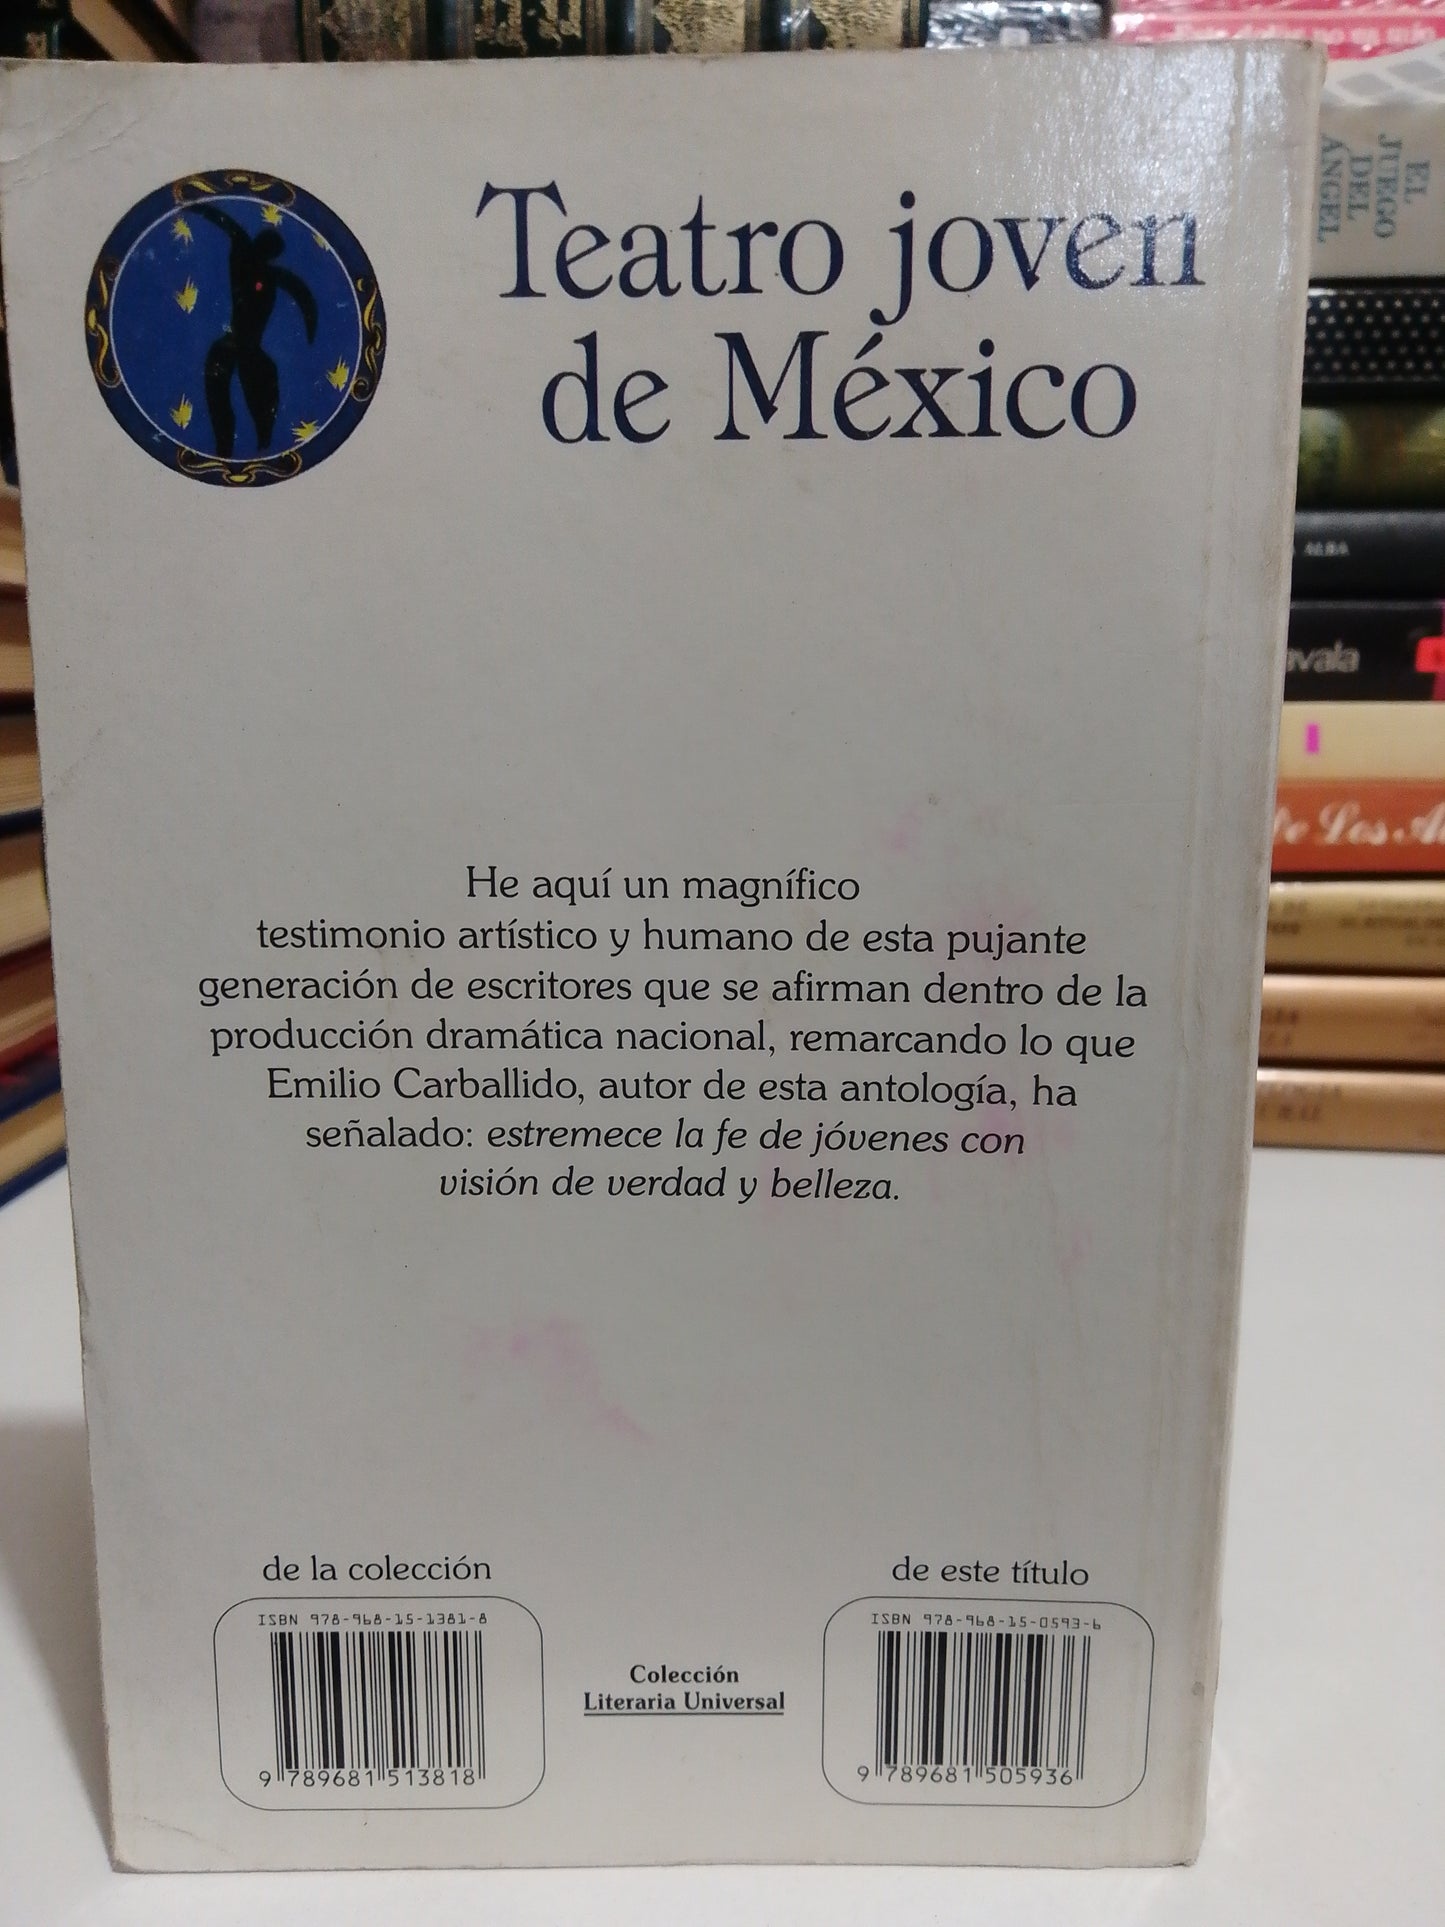 Teatro joven
de México
He aquí un magnífico
testimonio artístico y humano de esta pujante
generación de escritores que se afirman dentro de la
producción dramática nacional, remarcando lo que
Emilio Carballido, autor de esta antología, ha
señalado: estremece la fe de jóvenes con
visión de verdad y belleza.
de la colección
ISBN 978-968-15-1381-8
9 789681 513818
Colección
Literaria Universal
de este título
ISBN 978-968-15-0593-6
9 789681 505936
EL
JUEGO
DEL
ÁNGEL
ALBA